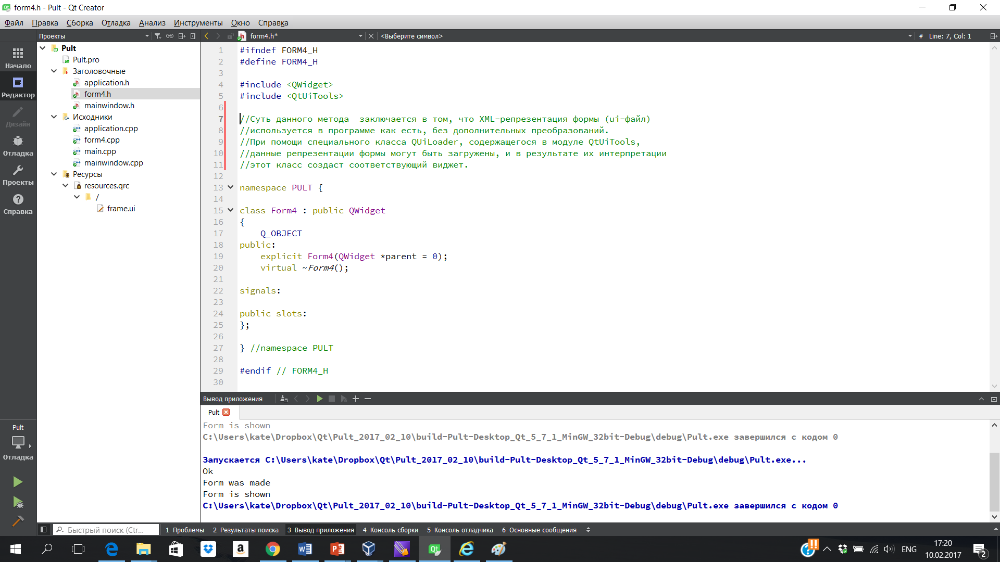 form4.h - Pult - Qt Creator
Файл Правка Сборка Отладка Анализ Инструменты Окно Справка
Проекты
form4.h*
<Выберите символ>
# Line: 7, Col: 1
Начало
Редактор
Дизайн
Отладка
Проекты
Справка
Pult
Отладка
Pult
Pult.pro
Заголовочные
application.h
form4.h
mainwindow.h
Исходники
application.cpp
form4.cpp
main.cpp
mainwindow.cpp
Ресурсы
resources.qrc
/
frame.ui
1 #ifndef FORM4_H
2 #define FORM4_H
3
4 #include <QWidget>
5 #include <QtUiTools>
6
7 //Суть данного метода  заключается в том, что XML-репрезентация формы (ui-файл)
8 //используется в программе как есть, без дополнительных преобразований.
9 //При помощи специального класса QUiLoader, содержащегося в модуле QtUiTools,
10 //данные репрезентации формы могут быть загружены, и в результате их интерпретации
11 //этот класс создаст соответствующий виджет.
12
13 namespace PULT {
14
15 class Form4 : public QWidget
16 {
17     Q_OBJECT
18 public:
19     explicit Form4(QWidget *parent = 0);
20     virtual ~Form4();
21
22 signals:
23
24 public slots:
25 };
26
27 } //namespace PULT
28
29 #endif // FORM4_H
30
Вывод приложения
Pult
Form is shown
C:\Users\kate\Dropbox\Qt\Pult_2017_02_10\build-Pult-Desktop_Qt_5_7_1_MinGW_32bit-Debug\debug\Pult.exe завершился с кодом 0
Запускается C:\Users\kate\Dropbox\Qt\Pult_2017_02_10\build-Pult-Desktop_Qt_5_7_1_MinGW_32bit-Debug\debug\Pult.exe...
Ok
Form was made
Form is shown
C:\Users\kate\Dropbox\Qt\Pult_2017_02_10\build-Pult-Desktop_Qt_5_7_1_MinGW_32bit-Debug\debug\Pult.exe завершился с кодом 0
Быстрый поиск (Ctr...
1 Проблемы 2 Результаты поиска 3 Вывод приложения 4 Консоль сборки 5 Консоль отладчика 6 Основные сообщения
ENG
17:20
10.02.2017
2